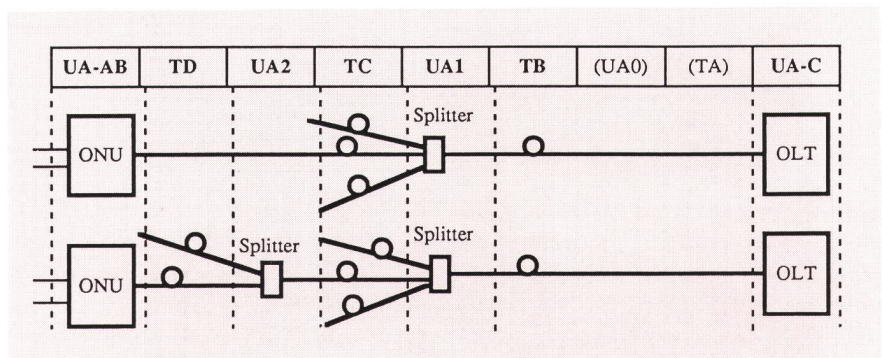 UA-AB TD UA2 TC UA1 TB (UA0) (TA) UA-C
Splitter
ONU OLT
Splitter Splitter
ONU OLT